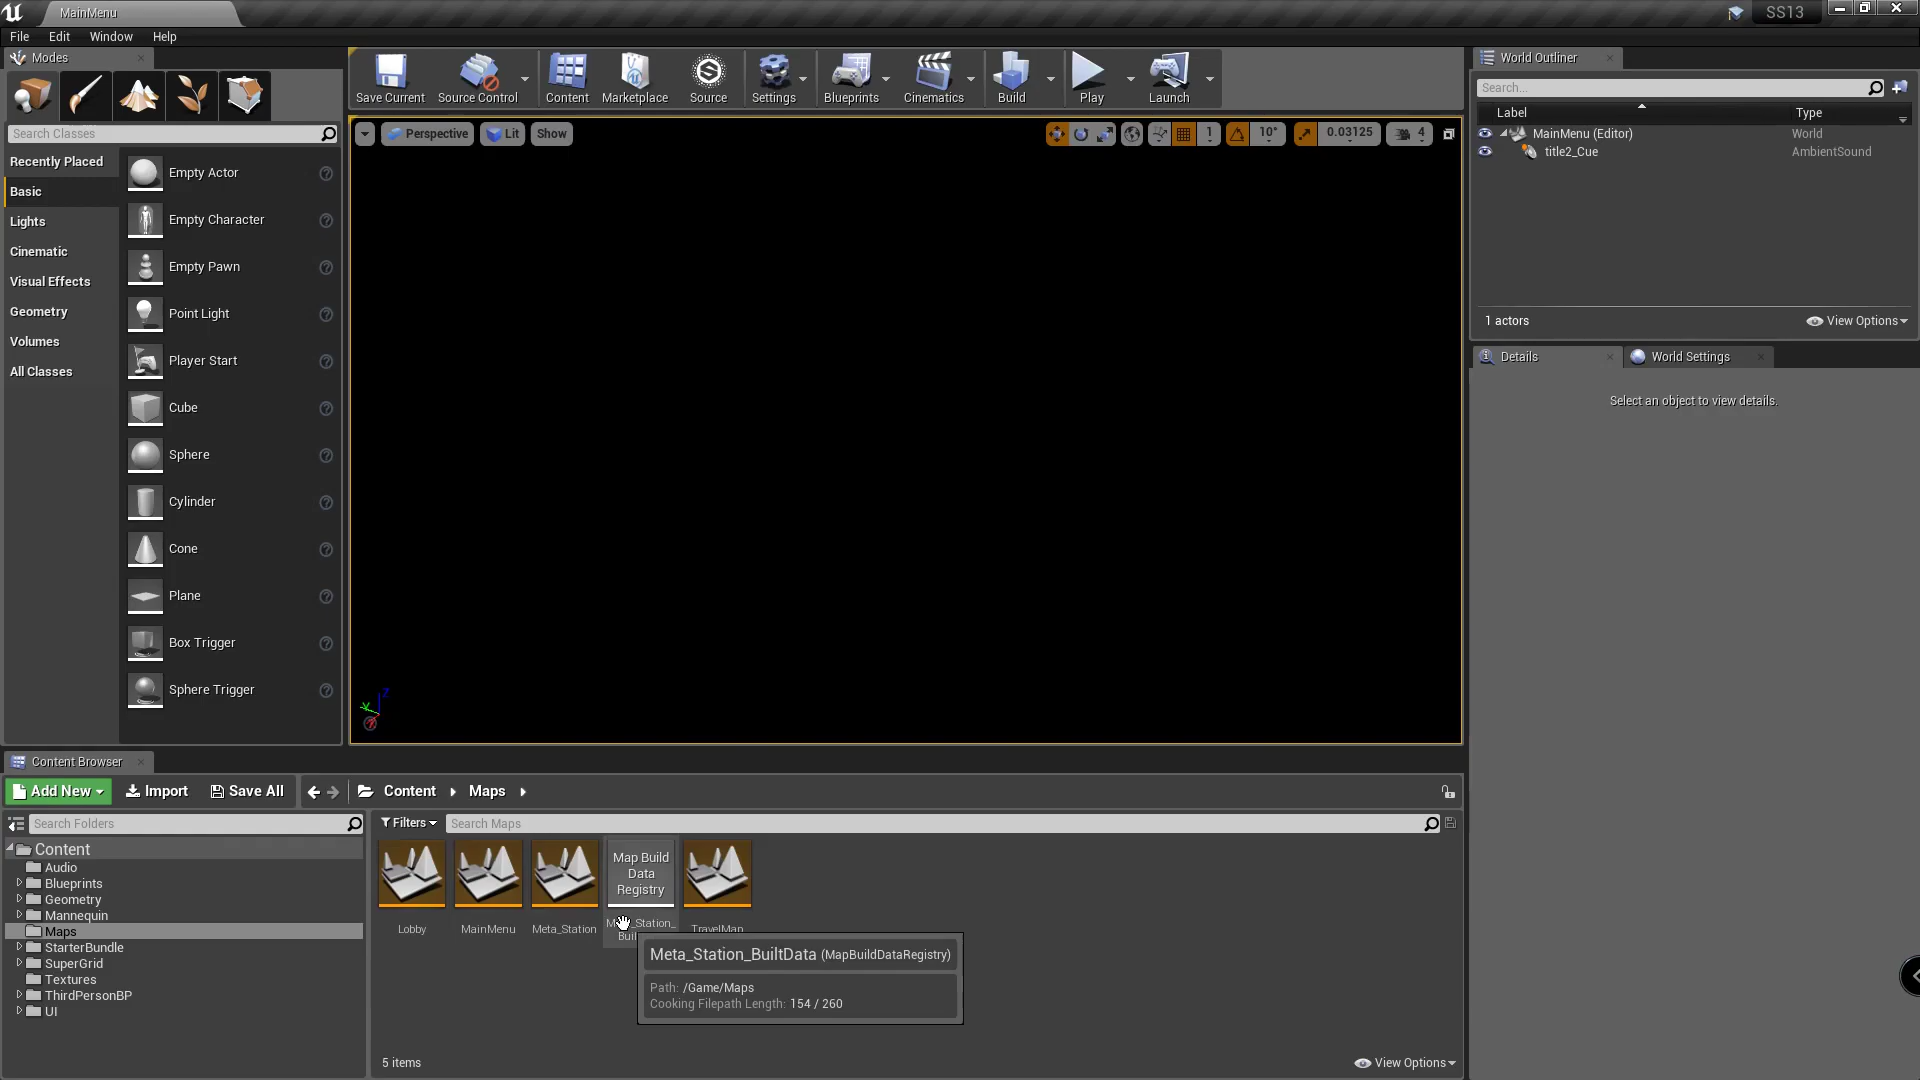 MainMenu
SS13
File Edit Window Help
Modes
Search Classes
Recently Placed
Basic
Lights
Cinematic
Visual Effects
Geometry
Volumes
All Classes
Empty Actor
Empty Character
Empty Pawn
Point Light
Player Start
Cube
Sphere
Cylinder
Cone
Plane
Box Trigger
Sphere Trigger
Save Current Source Control Content Marketplace Source Settings Blueprints Cinematics Build Play Launch
Perspective Lit Show
1 10° 0.03125 4
Z
World Outliner
Search...
Label Type
MainMenu (Editor) World
title2_Cue AmbientSound
1 actors View Options
Details World Settings
Select an object to view details.
Content Browser
Add New Import Save All Content Maps
Search Folders
Content
Audio
Blueprints
Geometry
Mannequin
Maps
StarterBundle
SuperGrid
Textures
ThirdPersonBP
UI
Filters Search Maps
Map Build
Data
Registry
Lobby MainMenu Meta_Station TravelMap
Meta_Station_BuiltData (MapBuildDataRegistry)
Path: /Game/Maps
Cooking Filepath Length: 154 / 260
5 items View Options